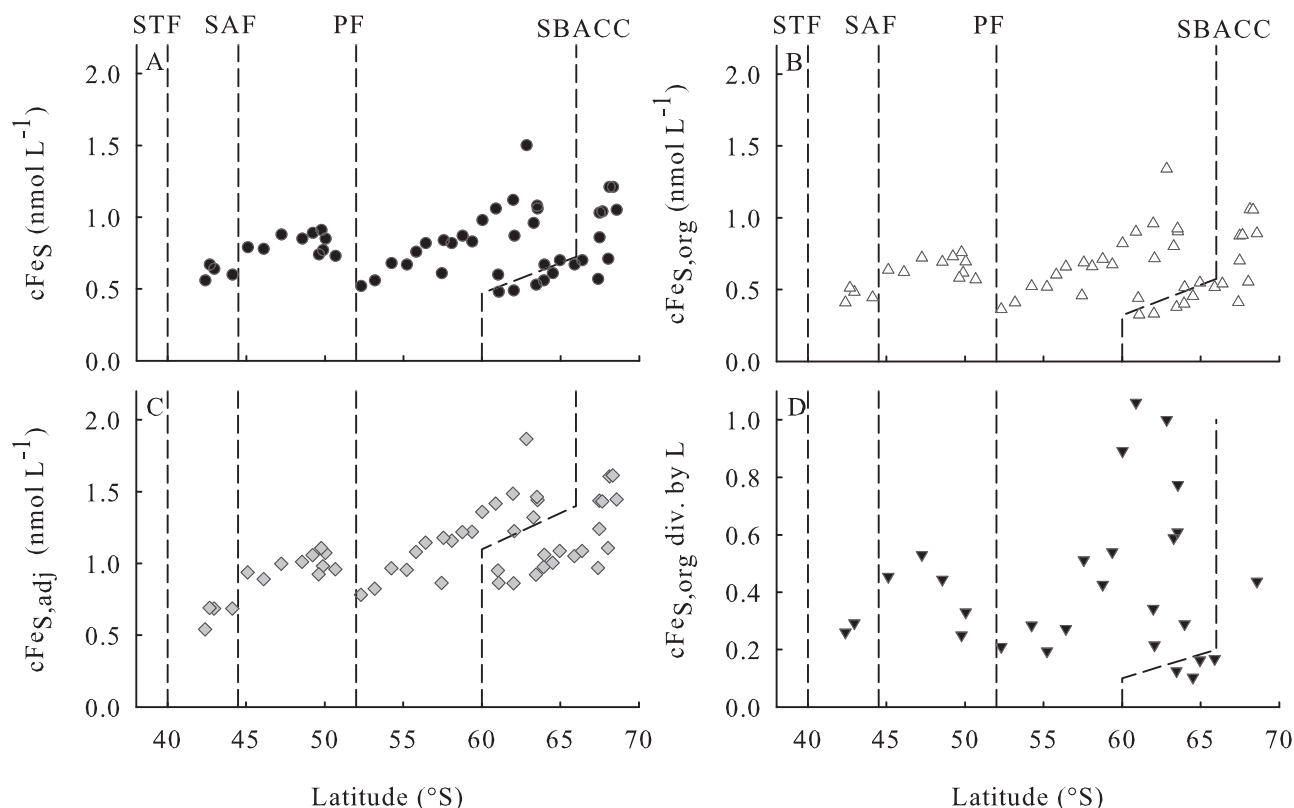 STF SAF PF SBACC STF SAF PF SBACC
A
2.0
1.5
1.0
0.5
0.0
cFeS (nmol L-1)
B
2.0
1.5
1.0
0.5
0.0
cFeS,org (nmol L-1)
C
2.0
1.5
1.0
0.5
0.0
cFeS,adj (nmol L-1)
D
1.0
0.8
0.6
0.4
0.2
0.0
cFeS,org div. by L
40 45 50 55 60 65 70
Latitude (°S)
40 45 50 55 60 65 70
Latitude (°S)